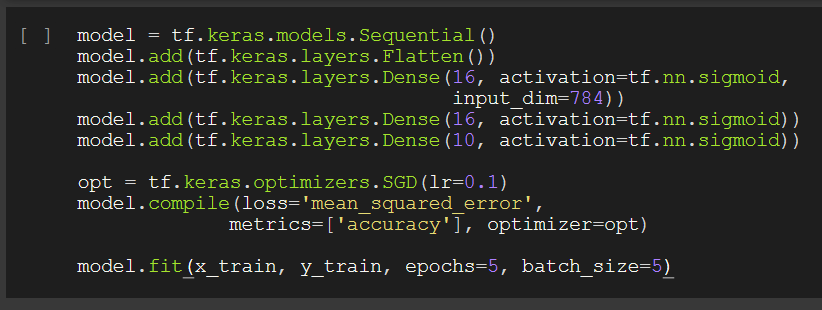 [ ] model = tf.keras.models.Sequential()
model.add(tf.keras.layers.Flatten())
model.add(tf.keras.layers.Dense(16, activation=tf.nn.sigmoid,
input_dim=784))
model.add(tf.keras.layers.Dense(16, activation=tf.nn.sigmoid))
model.add(tf.keras.layers.Dense(10, activation=tf.nn.sigmoid))
opt = tf.keras.optimizers.SGD(lr=0.1)
model.compile(loss='mean_squared_error',
metrics=['accuracy'], optimizer=opt)
model.fit(x_train, y_train, epochs=5, batch_size=5)